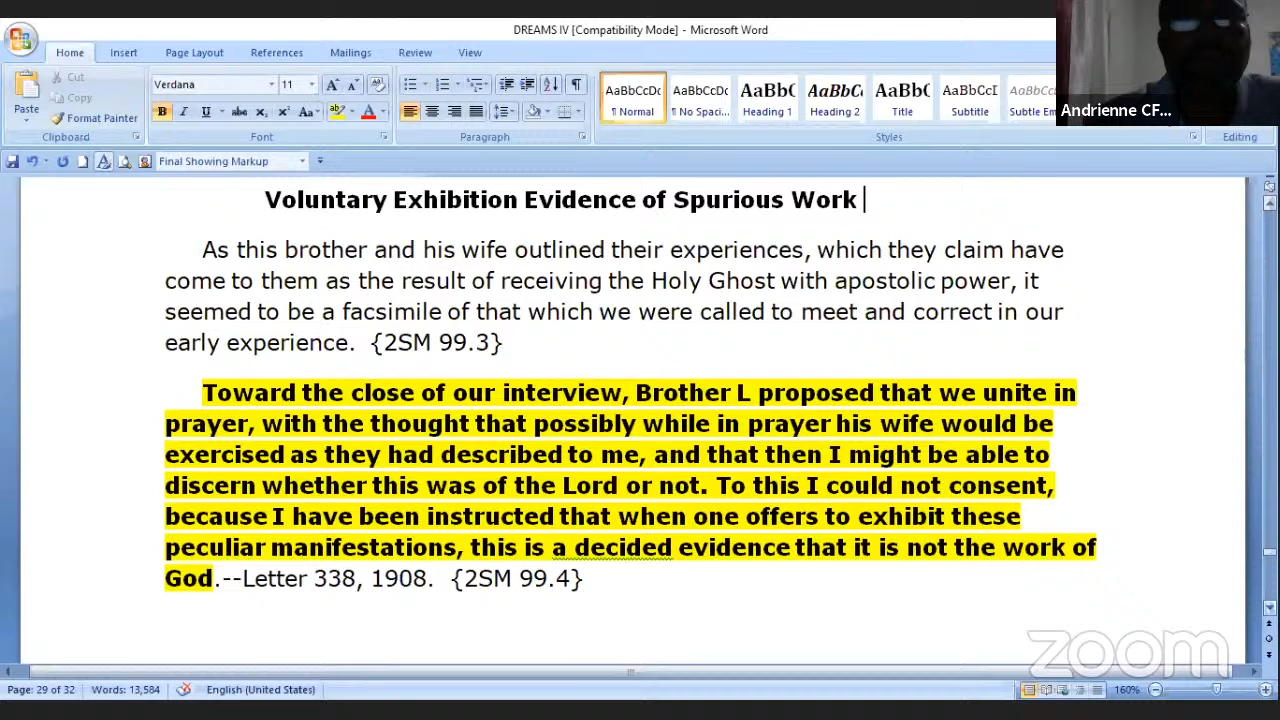 DREAMS IV [Compatibility Mode] - Microsoft Word
Home Insert Page Layout References Mailings Review View
Paste
Cut
Copy
Format Painter
Clipboard
Verdana 11
Font
Paragraph
AaBbCcDc AaBbCcDc AaBbC AaBbCc AaBbC AaBbCcI AaBbCcD
¶ Normal ¶ No Spaci... Heading 1 Heading 2 Title Subtitle Subtle Em
Styles
Editing
Andrienne CF...
Final Showing Markup
Voluntary Exhibition Evidence of Spurious Work
As this brother and his wife outlined their experiences, which they claim have
come to them as the result of receiving the Holy Ghost with apostolic power, it
seemed to be a facsimile of that which we were called to meet and correct in our
early experience. {2SM 99.3}
Toward the close of our interview, Brother L proposed that we unite in
prayer, with the thought that possibly while in prayer his wife would be
exercised as they had described to me, and that then I might be able to
discern whether this was of the Lord or not. To this I could not consent,
because I have been instructed that when one offers to exhibit these
peculiar manifestations, this is a decided evidence that it is not the work of
God.--Letter 338, 1908. {2SM 99.4}
zoom
Page: 29 of 32 Words: 13,584 English (United States) 160%